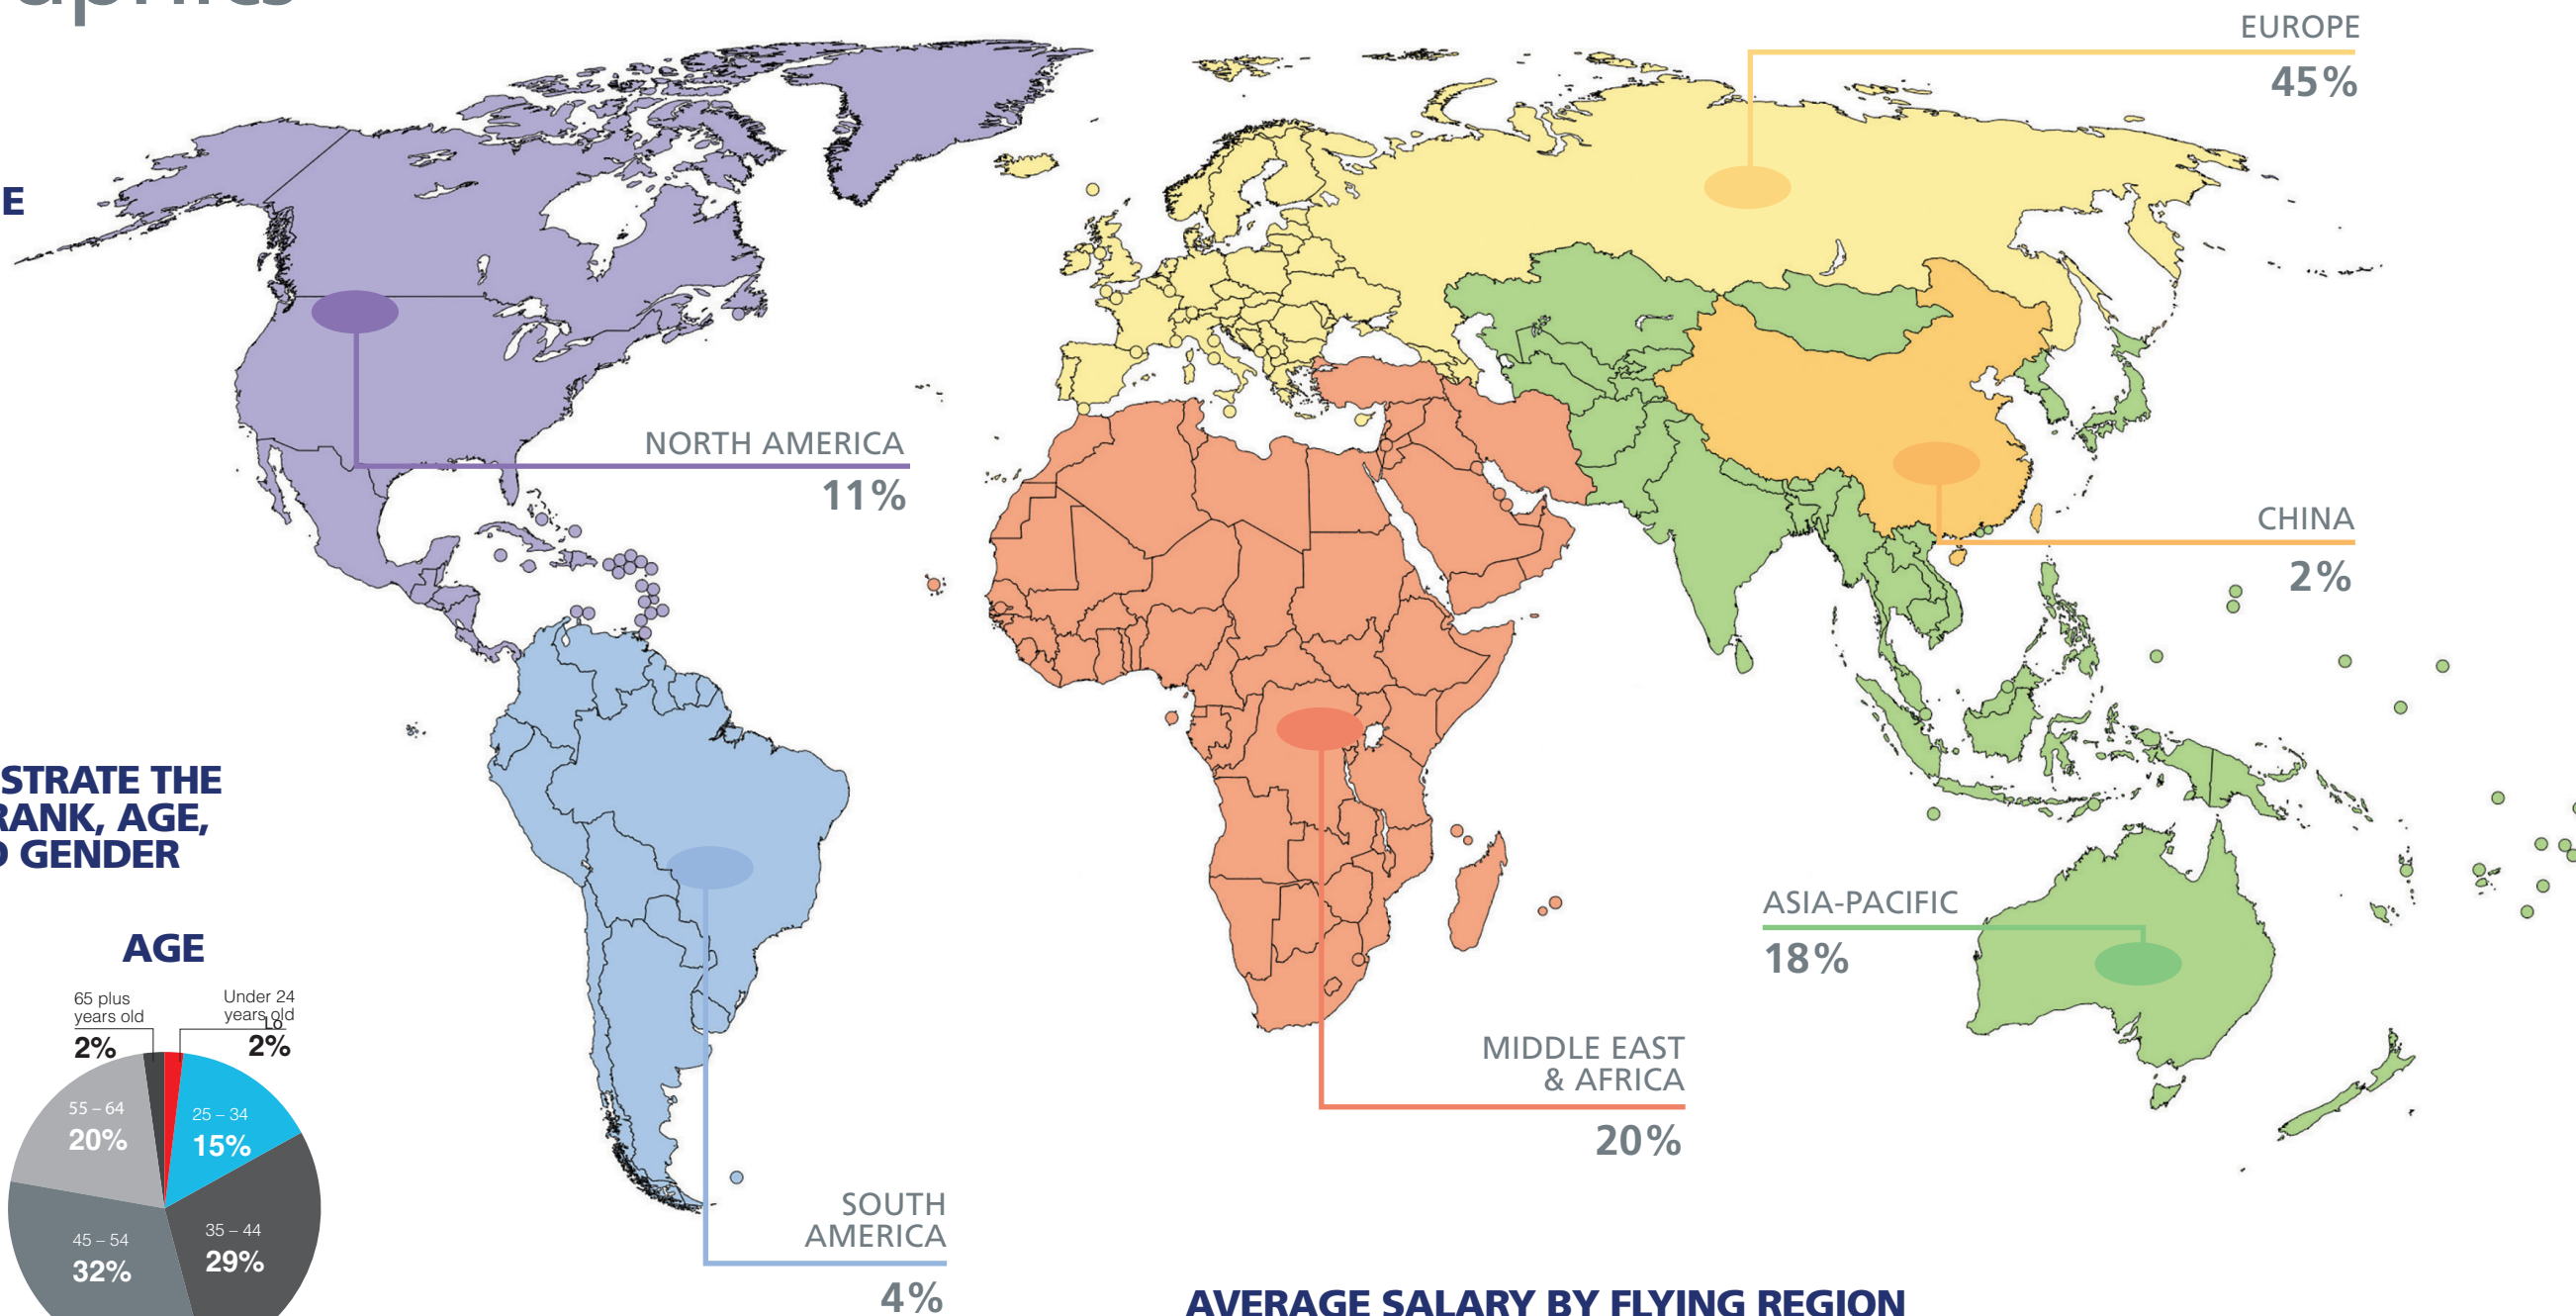 aphics
EUROPE
45%
E
NORTH AMERICA
11%
CHINA
2%
STRATE THE
RANK, AGE,
D GENDER
ASIA-PACIFIC
18%
AGE
65 plus
years old
2%
Under 24
years old
Lo
2%
55 – 64
20%
25 – 34
15%
45 – 54
32%
35 – 44
29%
MIDDLE EAST
& AFRICA
20%
SOUTH
AMERICA
4%
AVERAGE SALARY BY FLYING REGION